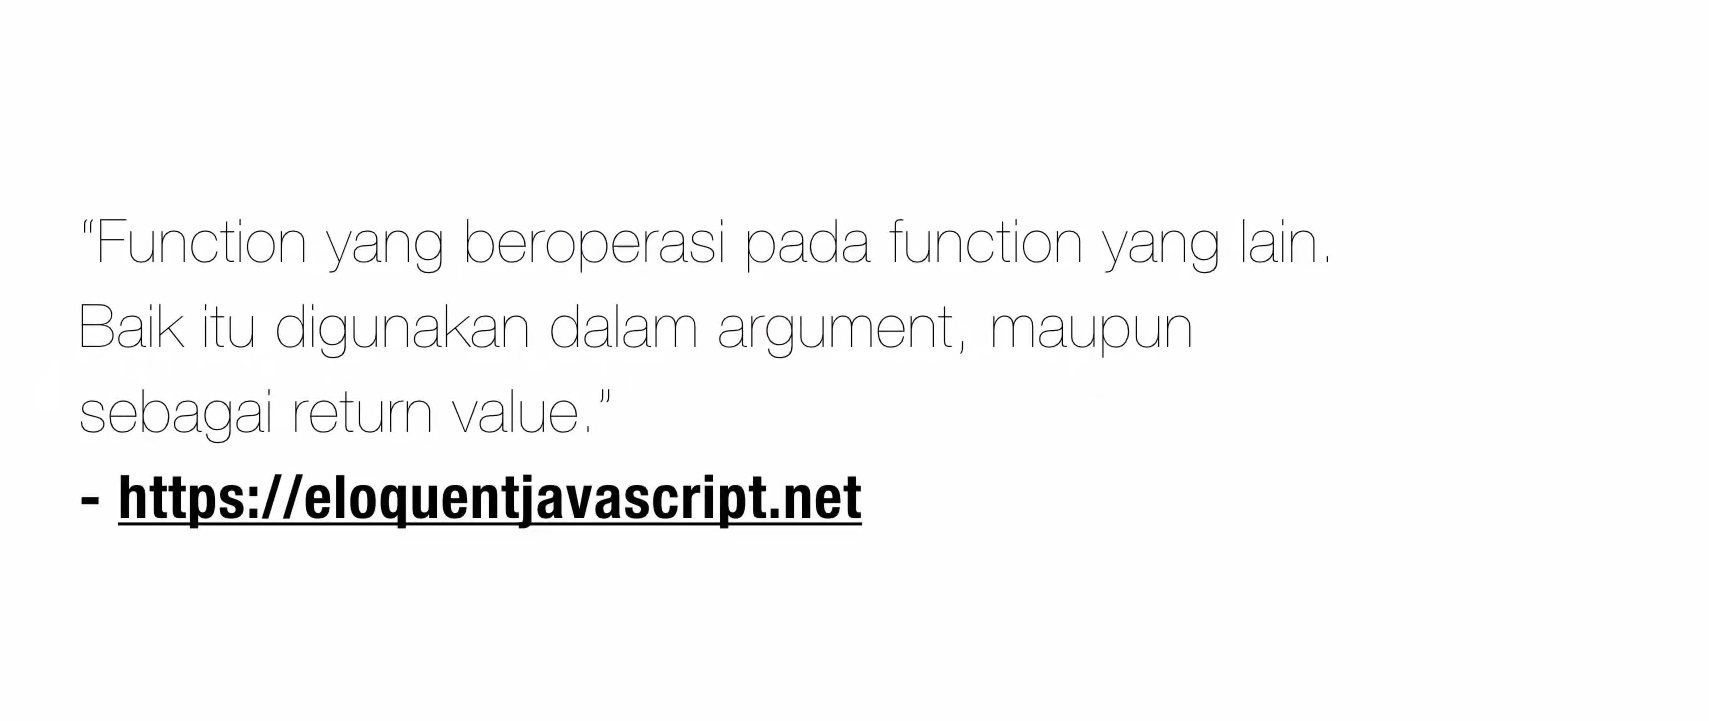 “Function yang beroperasi pada function yang lain.
Baik itu digunakan dalam argument, maupun
sebagai return value.”
- https://eloquentjavascript.net